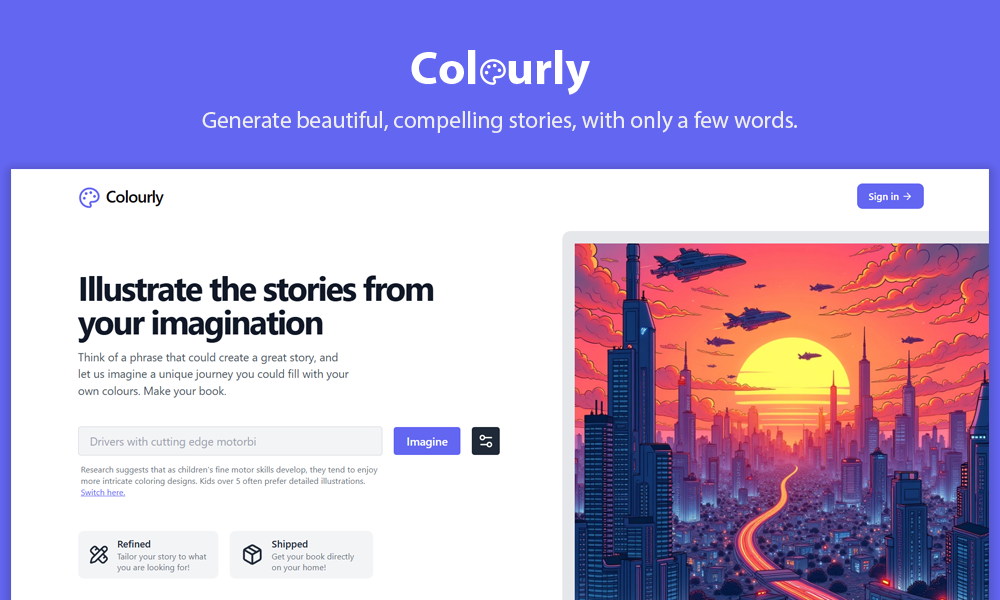 Colourly
Generate beautiful, compelling stories, with only a few words.
Colourly
Sign in →
Illustrate the stories from
your imagination
Think of a phrase that could create a great story, and
let us imagine a unique journey you could fill with your
own colours. Make your book.
Drivers with cutting edge motorbi
Imagine
Research suggests that as children's fine motor skills develop, they tend to enjoy
more intricate coloring designs. Kids over 5 often prefer detailed illustrations.
Switch here.
Refined
Tailor your story to what
you are looking for!
Shipped
Get your book directly
on your home!